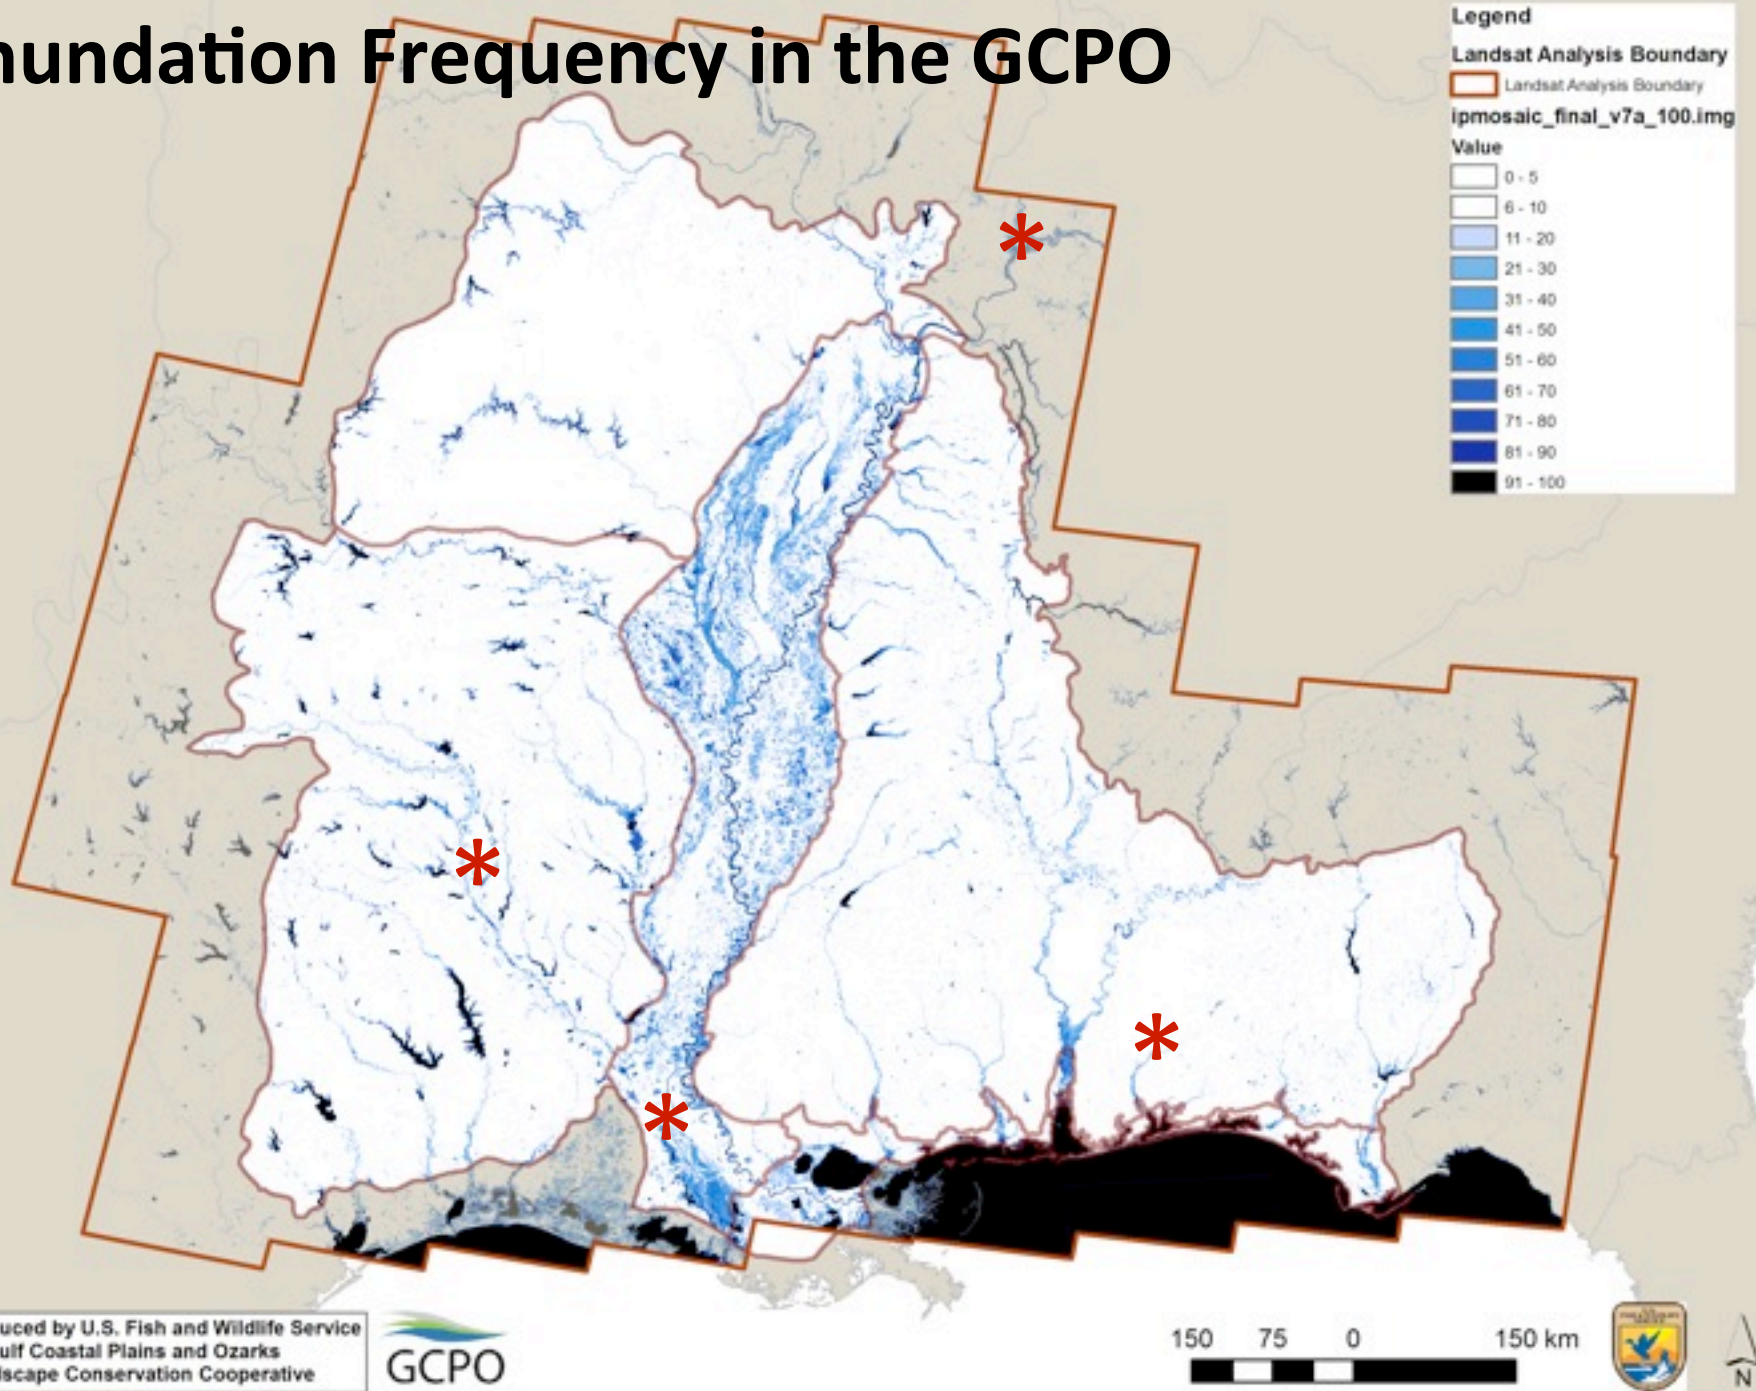 nundation Frequency in the GCPO
Legend
Landsat Analysis Boundary
Landsat Analysis Boundary
ipmosaic_final_v7a_100.img
Value
0 - 5
6 - 10
11 - 20
21 - 30
31 - 40
41 - 50
51 - 60
61 - 70
71 - 80
81 - 90
91 - 100
*
*
*
*
uced by U.S. Fish and Wildlife Service
ulf Coastal Plains and Ozarks
dscape Conservation Cooperative
GCPO
150 75 0 150 km
N